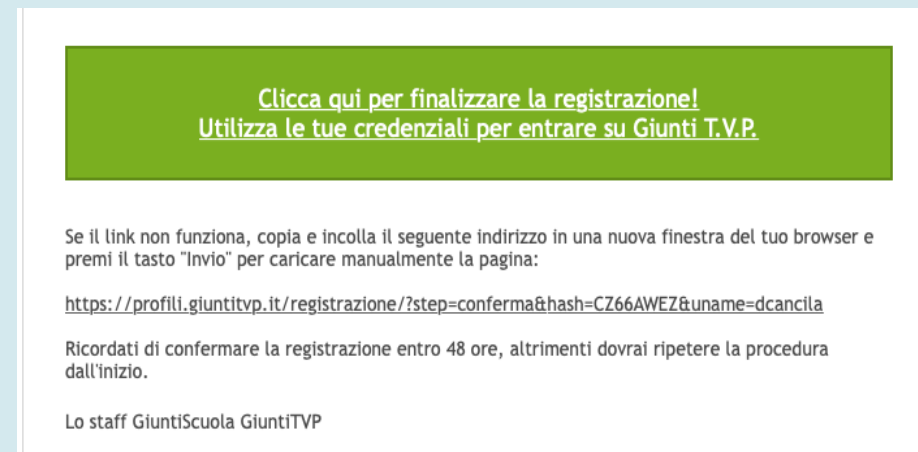 Clicca qui per finalizzare la registrazione!
Utilizza le tue credenziali per entrare su Giunti T.V.P.
Se il link non funziona, copia e incolla il seguente indirizzo in una nuova finestra del tuo browser e
premi il tasto "Invio" per caricare manualmente la pagina:
https://profili.giuntitvp.it/registrazione/?step=conferma&hash=CZ66AWEZ&uname=dcancila
Ricordati di confermare la registrazione entro 48 ore, altrimenti dovrai ripetere la procedura
dall'inizio.
Lo staff GiuntiScuola GiuntiTVP